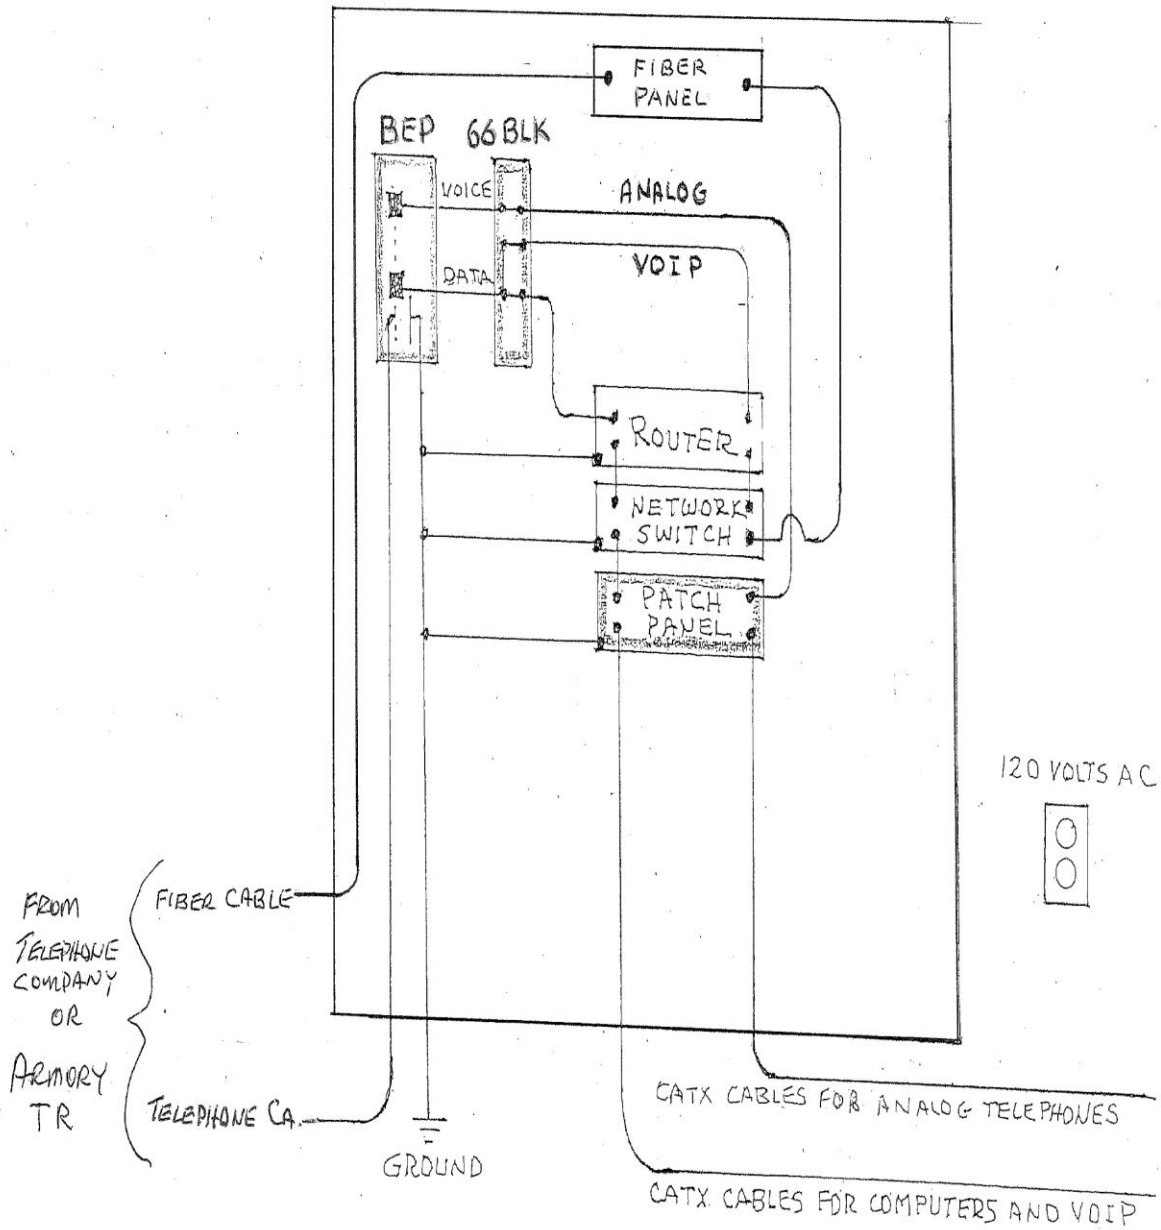 FIBER
PANEL
BEP
66 BLK
VOICE
ANALOG
VOIP
DATA
ROUTER
NETWORK
SWITCH
PATCH
PANEL
120 VOLTS AC
FROM
TELEPHONE
COMPANY
OR
ARMORY
TR
FIBER CABLE
TELEPHONE CA.
GROUND
CATX CABLES FOR ANALOG TELEPHONES
CATX CABLES FOR COMPUTERS AND VOIP